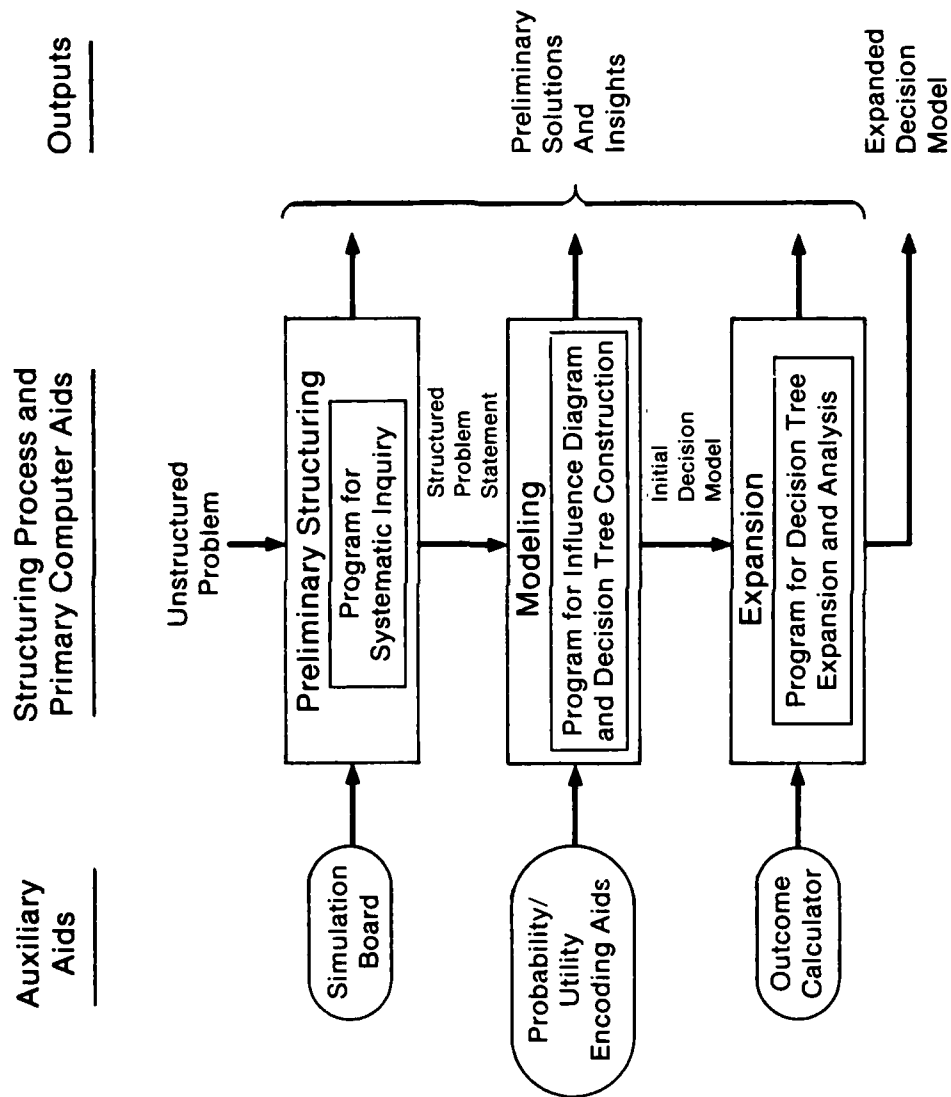 Auxiliary
Aids
Structuring Process and
Primary Computer Aids
Outputs
Unstructured
Problem
Simulation
Board
Preliminary Structuring
Program for
Systematic Inquiry
Structured
Problem
Statement
Probability/
Utility
Encoding Aids
Modeling
Program for Influence Diagram
and Decision Tree Construction
Preliminary
Solutions
And
Insights
Initial
Decision
Model
Outcome
Calculator
Expansion
Program for Decision Tree
Expansion and Analysis
Expanded
Decision
Model